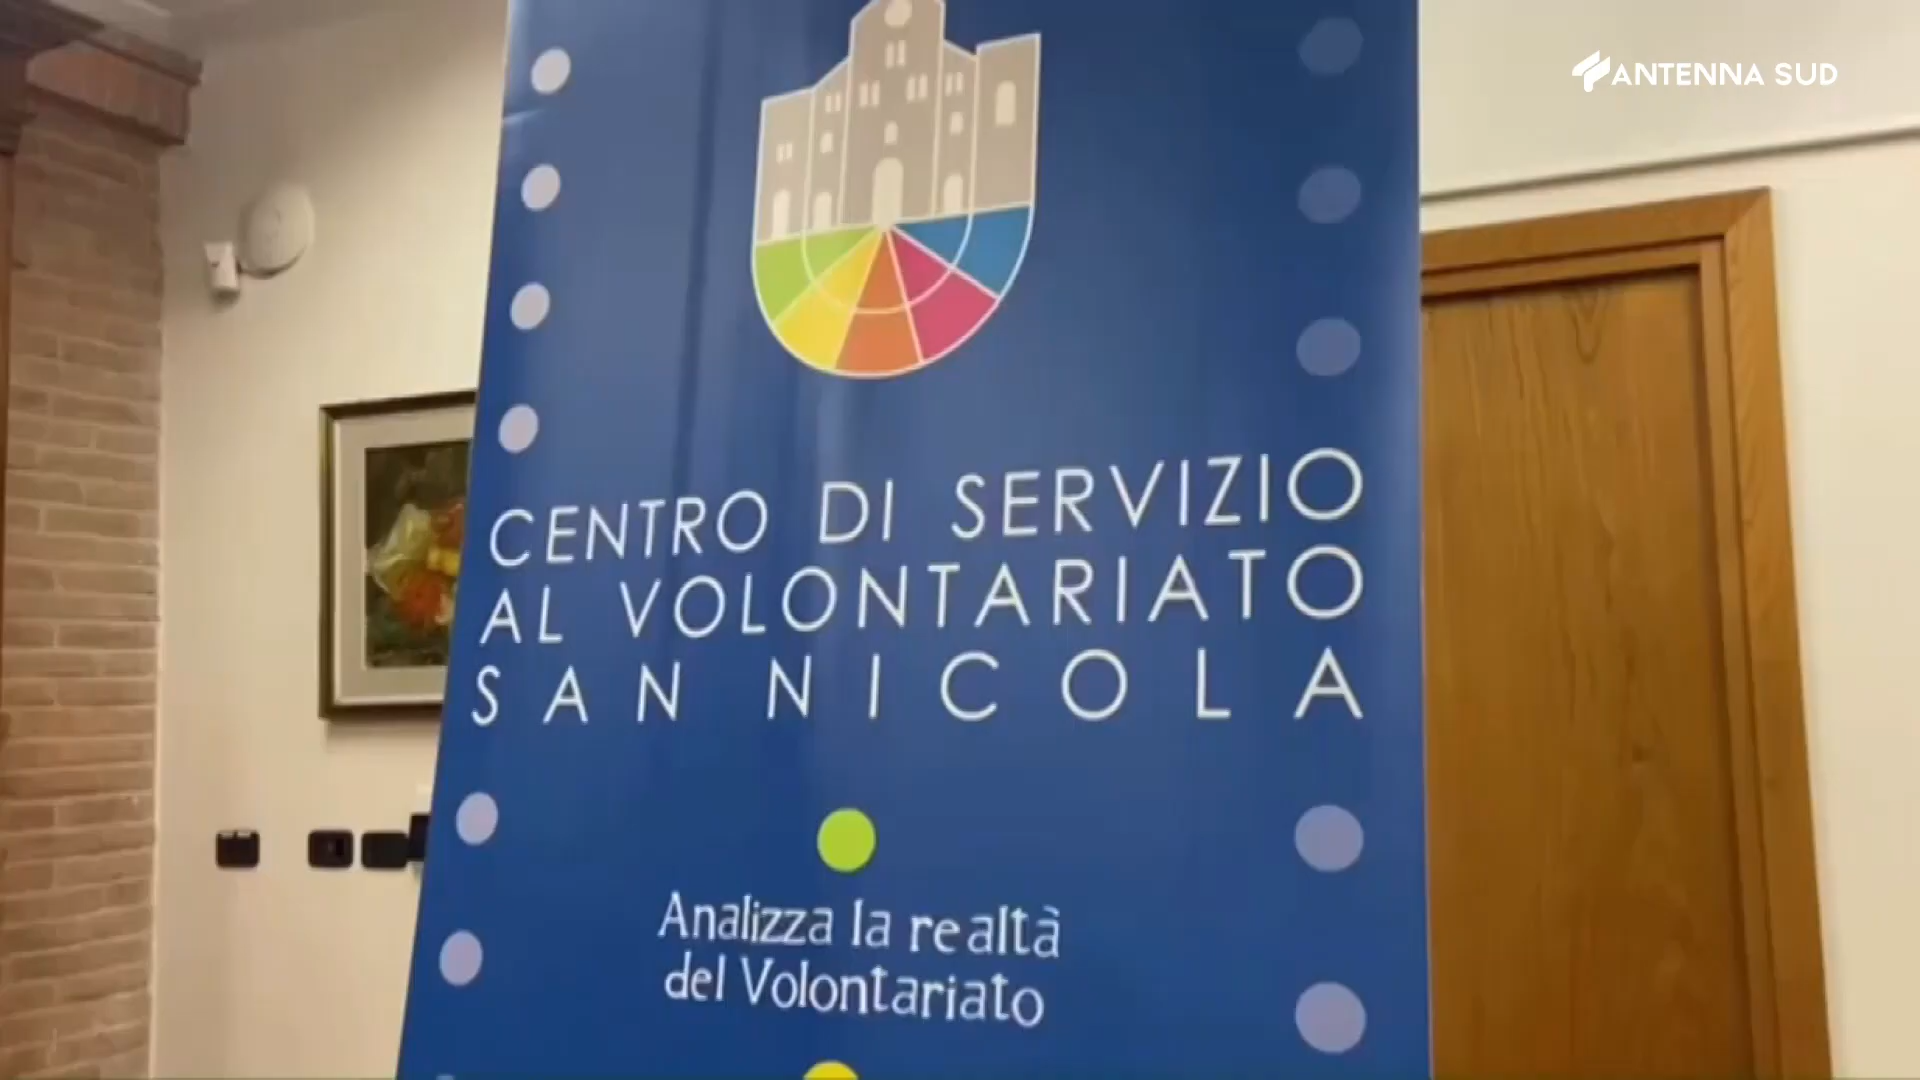 ANTENNA SUD
CENTRO DI SERVIZIO
AL VOLONTARIATO
SAN NICOLA
Analizza la realtà
del Volontariato